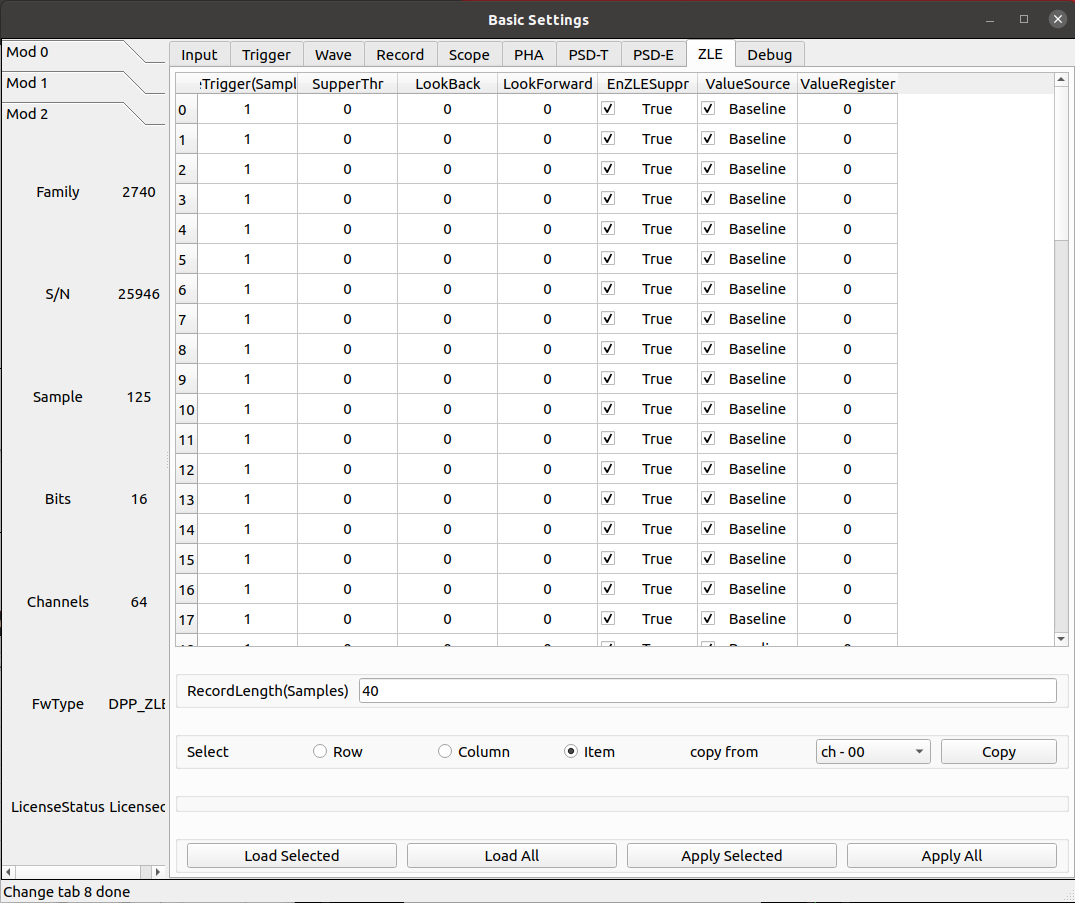 Basic Settings
Mod 0
Mod 1
Mod 2
Family 2740
S/N 25946
Sample 125
Bits 16
Channels 64
FwType DPP_ZLE
LicenseStatus Licensed
Input Trigger Wave Record Scope PHA PSD-T PSD-E ZLE Debug
eTrigger(Sampl SupperThr LookBack LookForward EnZLESuppr ValueSource ValueRegister
0 1 0 0 0 True Baseline 0
1 1 0 0 0 True Baseline 0
2 1 0 0 0 True Baseline 0
3 1 0 0 0 True Baseline 0
4 1 0 0 0 True Baseline 0
5 1 0 0 0 True Baseline 0
6 1 0 0 0 True Baseline 0
7 1 0 0 0 True Baseline 0
8 1 0 0 0 True Baseline 0
9 1 0 0 0 True Baseline 0
10 1 0 0 0 True Baseline 0
11 1 0 0 0 True Baseline 0
12 1 0 0 0 True Baseline 0
13 1 0 0 0 True Baseline 0
14 1 0 0 0 True Baseline 0
15 1 0 0 0 True Baseline 0
16 1 0 0 0 True Baseline 0
17 1 0 0 0 True Baseline 0
RecordLength(Samples) 40
Select Row Column Item copy from ch - 00 Copy
Load Selected Load All Apply Selected Apply All
Change tab 8 done